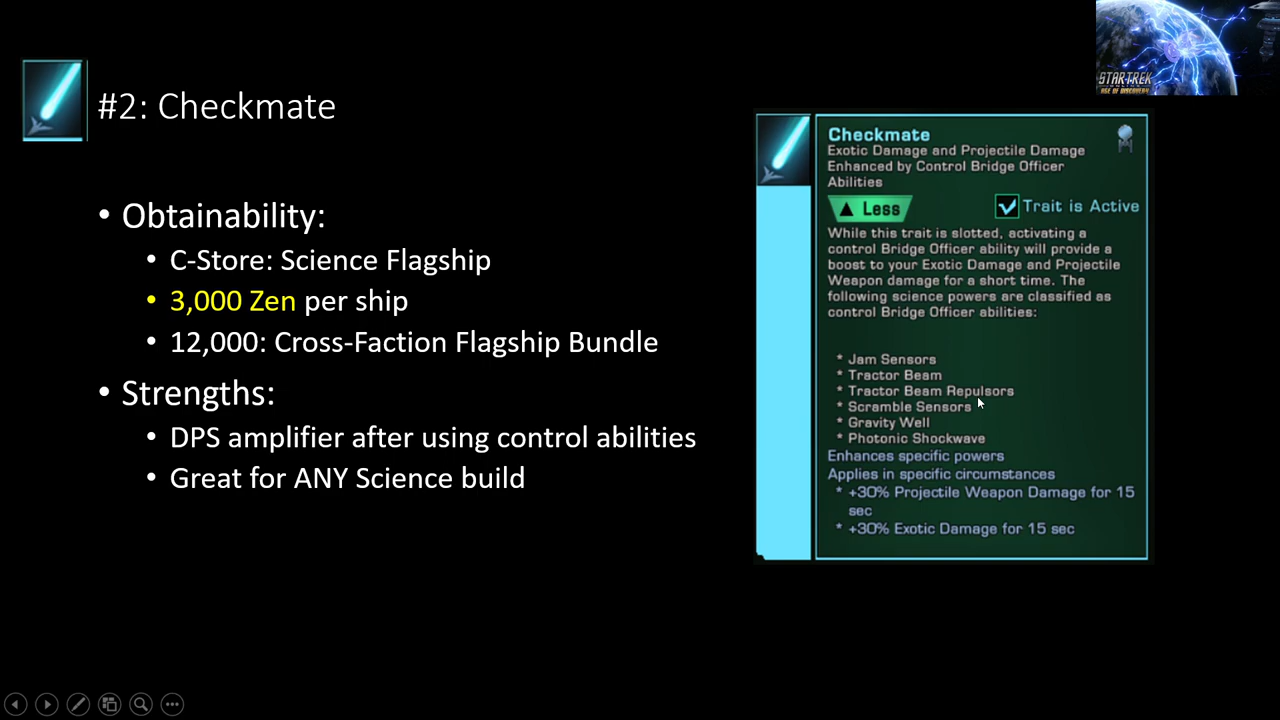 #2: Checkmate
• Obtainability:
• C-Store: Science Flagship
• 3,000 Zen per ship
• 12,000: Cross-Faction Flagship Bundle
• Strengths:
• DPS amplifier after using control abilities
• Great for ANY Science build
STAR TREK
ONLINE
AGE OF DISCOVERY
Checkmate
Exotic Damage and Projectile Damage
Enhanced by Control Bridge Officer
Abilities
Less
Trait is Active
While this trait is slotted, activating a
control Bridge Officer ability will provide a
boost to your Exotic Damage and Projectile
Weapon damage for a short time. The
following science powers are classified as
control Bridge Officer abilities:
* Jam Sensors
* Tractor Beam
* Tractor Beam Repulsors
* Scramble Sensors
* Gravity Well
* Photonic Shockwave
Enhances specific powers
Applies in specific circumstances
* +30% Projectile Weapon Damage for 15
sec
* +30% Exotic Damage for 15 sec